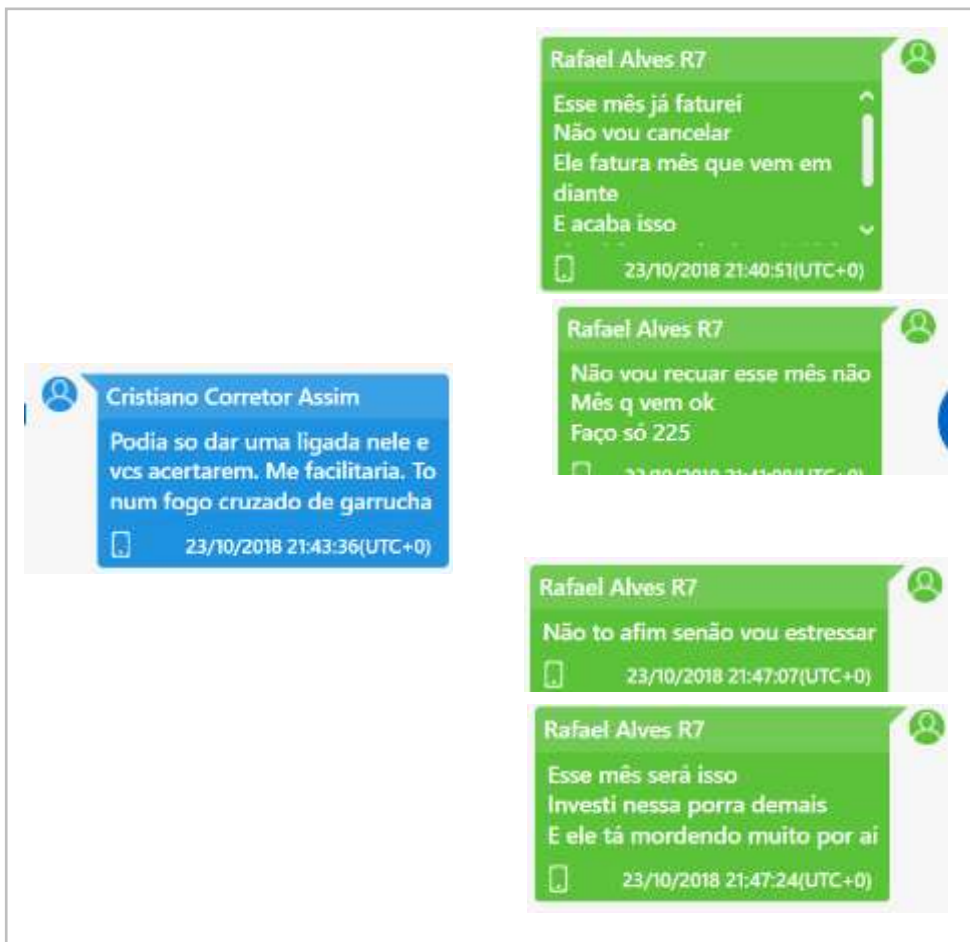 Rafael Alves R7
Esse mês já faturei
Não vou cancelar
Ele fatura mês que vem em
diante
E acaba isso
23/10/2018 21:40:51(UTC+0)
Rafael Alves R7
Não vou recuar esse mês não
Mês q vem ok
Faço só 225
Cristiano Corretor Assim
Podia so dar uma ligada nele e
vcs acertarem. Me facilitaria. To
num fogo cruzado de garrucha
23/10/2018 21:43:36(UTC+0)
Rafael Alves R7
Não to afim senão vou estressar
23/10/2018 21:47:07(UTC+0)
Rafael Alves R7
Esse mês será isso
Investi nessa porra demais
E ele tá mordendo muito por ai
23/10/2018 21:47:24(UTC+0)